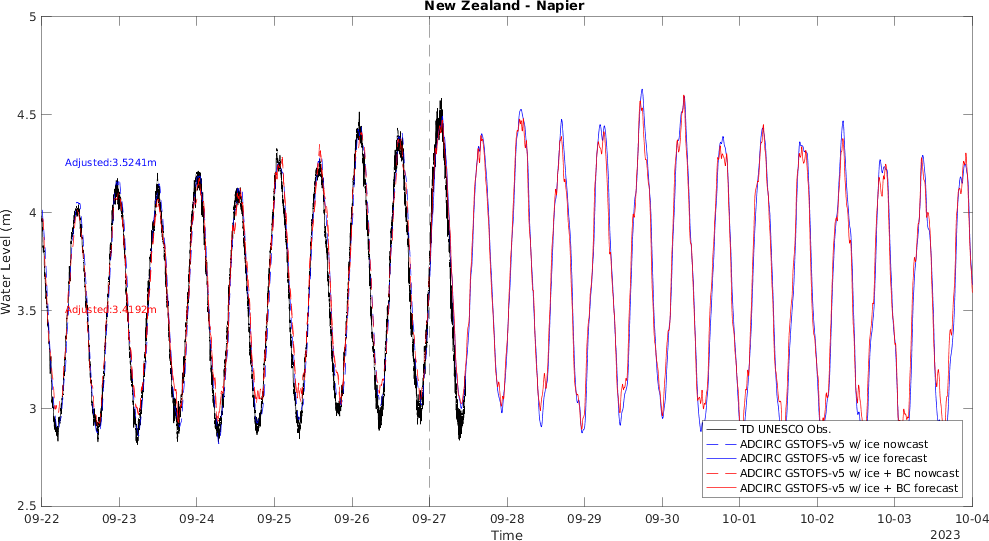 New Zealand - Napier
5
4.5
4
3.5
3
2.5
Water Level (m)
Adjusted:3.5241m
Adjusted:3.4192m
TD UNESCO Obs.
ADCIRC GSTOFS-v5 w/ ice nowcast
ADCIRC GSTOFS-v5 w/ ice forecast
ADCIRC GSTOFS-v5 w/ ice + BC nowcast
ADCIRC GSTOFS-v5 w/ ice + BC forecast
09-22 09-23 09-24 09-25 09-26 09-27 09-28 09-29 09-30 10-01 10-02 10-03 10-04
Time
2023